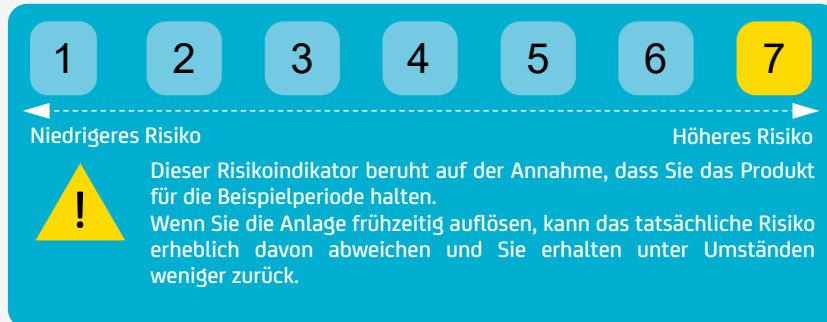 1 2 3 4 5 6 7
Niedrigeres Risiko Höheres Risiko
!
Dieser Risikoindikator beruht auf der Annahme, dass Sie das Produkt
für die Beispielperiode halten.
Wenn Sie die Anlage frühzeitig auflösen, kann das tatsächliche Risiko
erheblich davon abweichen und Sie erhalten unter Umständen
weniger zurück.